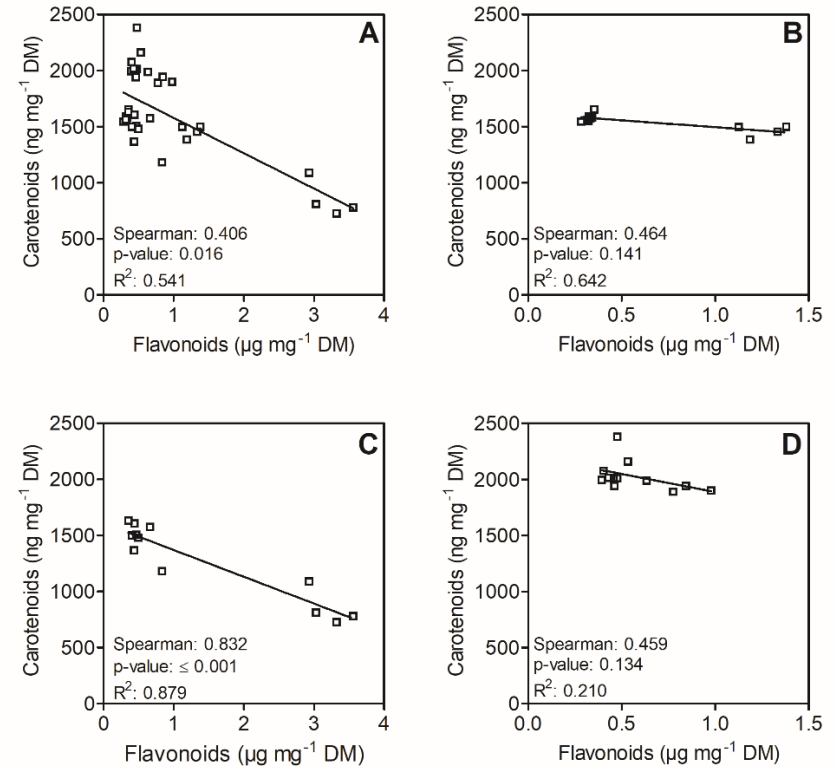 A
Carotenoids (ng mg⁻¹ DM)
2500
2000
1500
1000
500
0
Spearman: 0.406
p-value: 0.016
R²: 0.541
0 1 2 3 4
Flavonoids (µg mg⁻¹ DM)
B
Carotenoids (ng mg⁻¹ DM)
2500
2000
1500
1000
500
0
Spearman: 0.464
p-value: 0.141
R²: 0.642
0.0 0.5 1.0 1.5
Flavonoids (µg mg⁻¹ DM)
C
Carotenoids (ng mg⁻¹ DM)
2500
2000
1500
1000
500
0
Spearman: 0.832
p-value: ≤ 0.001
R²: 0.879
0 1 2 3 4
Flavonoids (µg mg⁻¹ DM)
D
Carotenoids (ng mg⁻¹ DM)
2500
2000
1500
1000
500
0
Spearman: 0.459
p-value: 0.134
R²: 0.210
0.0 0.5 1.0 1.5
Flavonoids (µg mg⁻¹ DM)